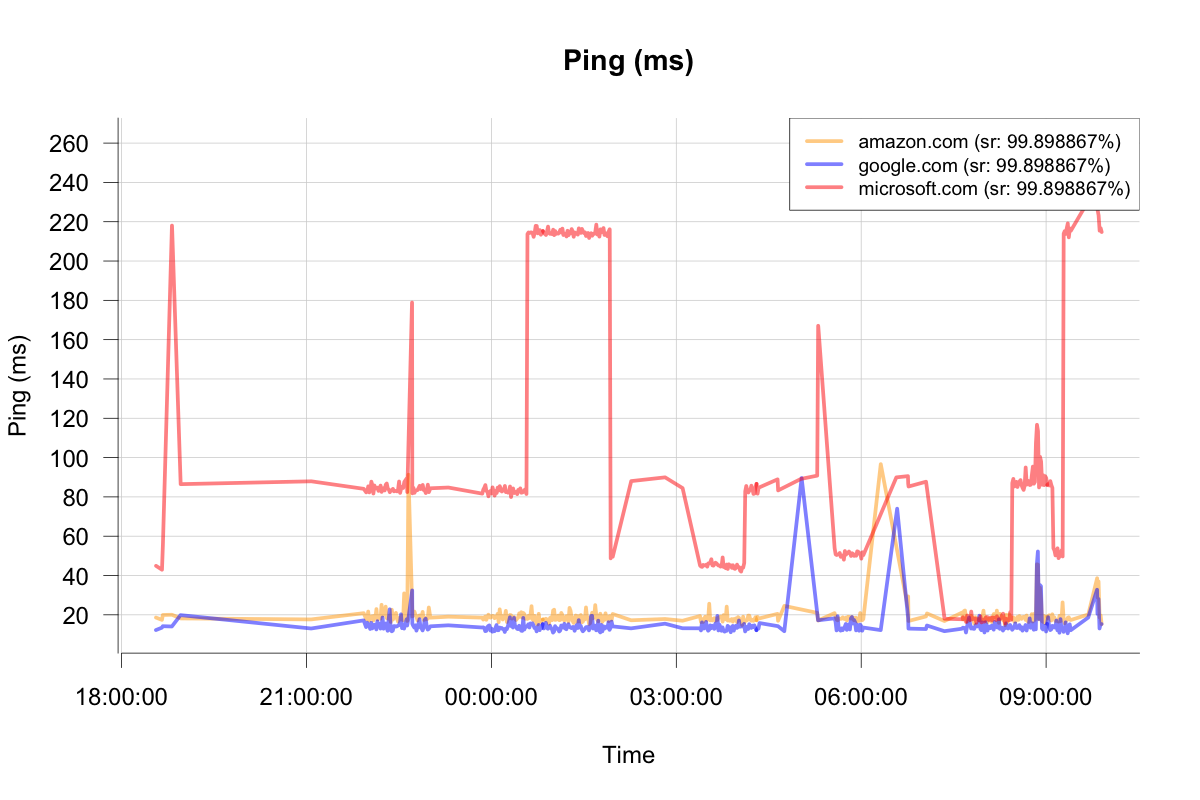 Ping (ms)
amazon.com (sr: 99.898867%)
google.com (sr: 99.898867%)
microsoft.com (sr: 99.898867%)
260
240
220
200
180
160
140
120
100
80
60
40
20
Ping (ms)
18:00:00 21:00:00 00:00:00 03:00:00 06:00:00 09:00:00
Time